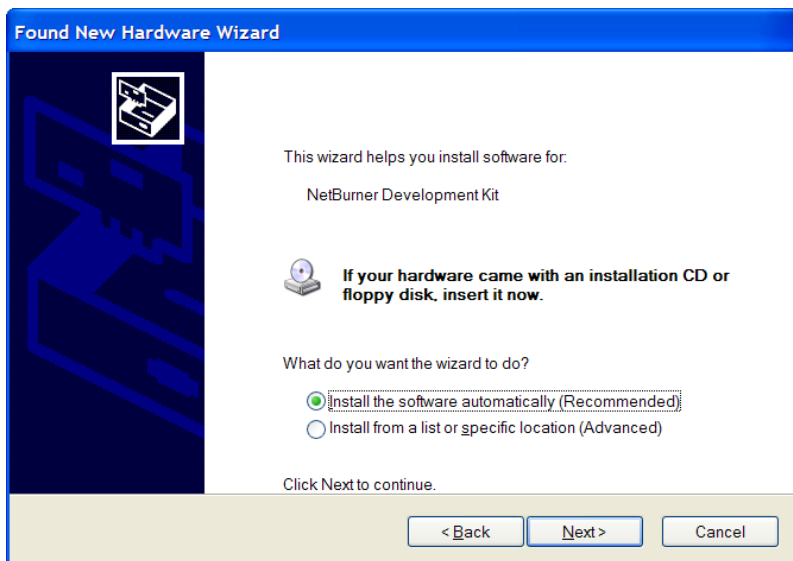 Found New Hardware Wizard
This wizard helps you install software for:
NetBurner Development Kit
If your hardware came with an installation CD or
floppy disk, insert it now.
What do you want the wizard to do?
Install the software automatically (Recommended)
Install from a list or specific location (Advanced)
Click Next to continue.
< Back
Next >
Cancel